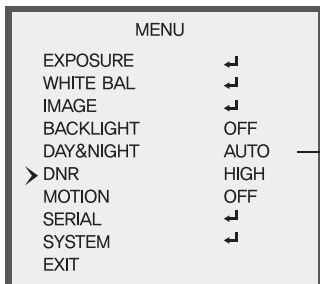 MENU
EXPOSURE ↵
WHITE BAL ↵
IMAGE ↵
BACKLIGHT OFF
DAY&NIGHT AUTO
DNR HIGH
MOTION OFF
SERIAL ↵
SYSTEM ↵
EXIT